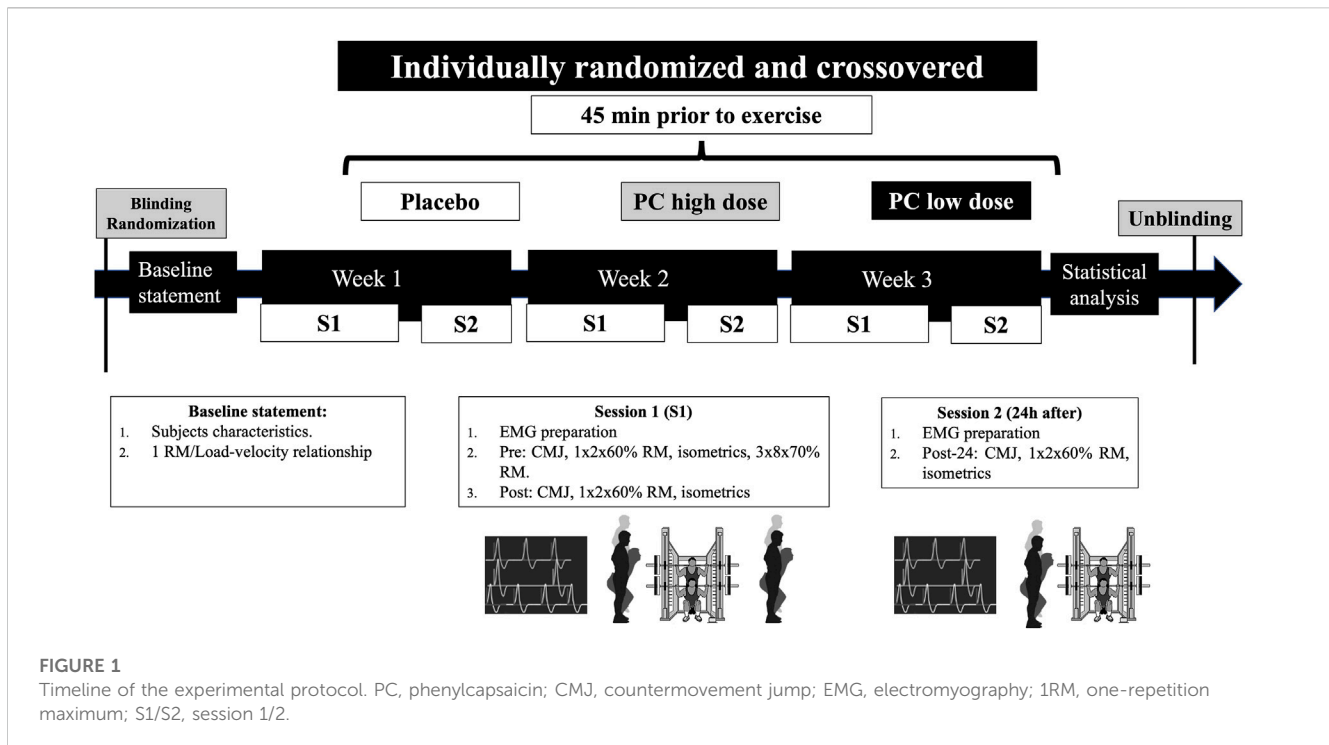 Individually randomized and crossovered
45 min prior to exercise
Blinding
Randomization
Placebo
PC high dose
PC low dose
Unblinding
Baseline
statement
Week 1
Week 2
Week 3
Statistical
analysis
S1
S2
S1
S2
S1
S2
Baseline statement:
1. Subjects characteristics.
2. 1 RM/Load-velocity relationship
Session 1 (S1)
1. EMG preparation
2. Pre: CMJ, 1x2x60% RM, isometrics, 3x8x70%
RM.
3. Post: CMJ, 1x2x60% RM, isometrics
Session 2 (24h after)
1. EMG preparation
2. Post-24: CMJ, 1x2x60% RM,
isometrics
FIGURE 1
Timeline of the experimental protocol. PC, phenylcapsaicin; CMJ, countermovement jump; EMG, electromyography; 1RM, one-repetition
maximum; S1/S2, session 1/2.